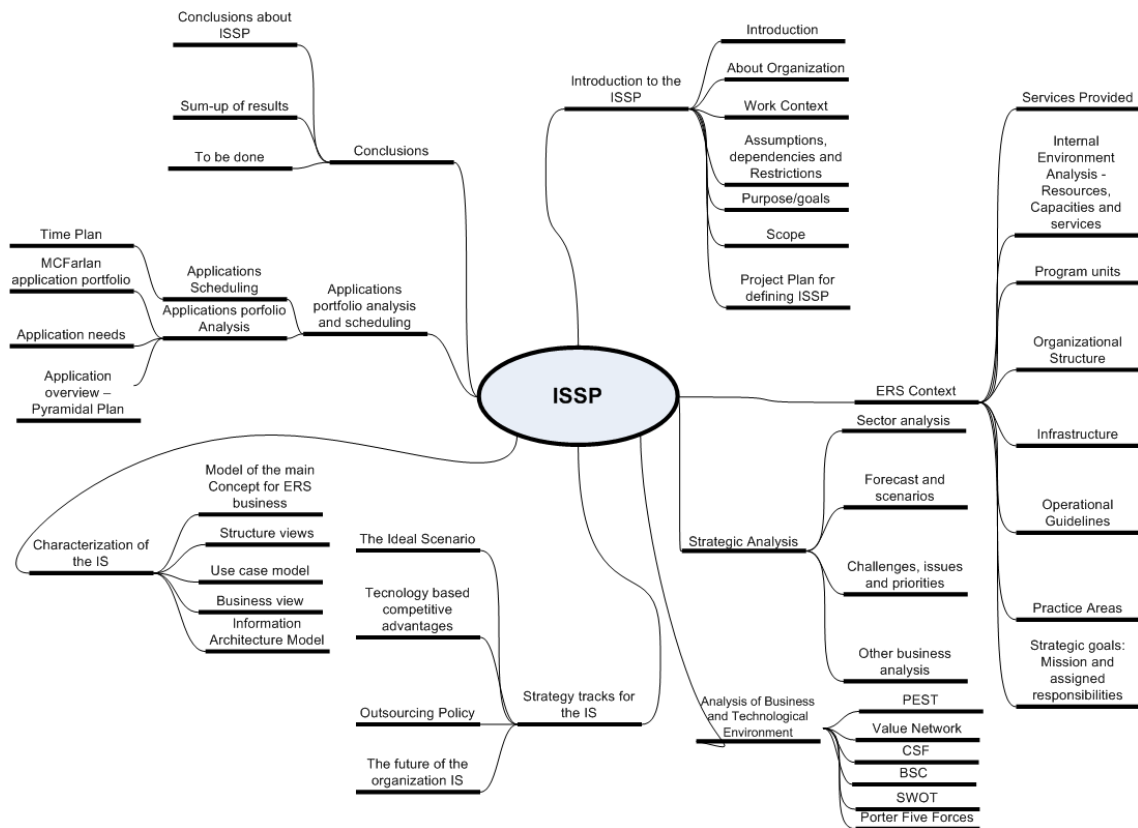 Conclusions about
ISSP
Sum-up of results
To be done
Conclusions
Introduction to the
ISSP
Introduction
About Organization
Work Context
Assumptions,
dependencies and
Restrictions
Purpose/goals
Scope
Project Plan for
defining ISSP
Services Provided
Internal
Environment
Analysis -
Resources,
Capacities and
services
Program units
Organizational
Structure
Infrastructure
Operational
Guidelines
Practice Areas
Strategic goals:
Mission and
assigned
responsibilities
ERS Context
Time Plan
MCFarlan
application portfolio
Application needs
Application
overview –
Pyramidal Plan
Applications
Scheduling
Applications porfolio
Analysis
Applications
portfolio analysis
and scheduling
ISSP
Sector analysis
Forecast and
scenarios
Challenges, issues
and priorities
Other business
analysis
Strategic Analysis
Characterization of
the IS
Model of the main
Concept for ERS
business
Structure views
Use case model
Business view
Information
Architecture Model
The Ideal Scenario
Tecnology based
competitive
advantages
Outsourcing Policy
The future of the
organization IS
Strategy tracks for
the IS
Analysis of Business
and Technological
Environment
PEST
Value Network
CSF
BSC
SWOT
Porter Five Forces